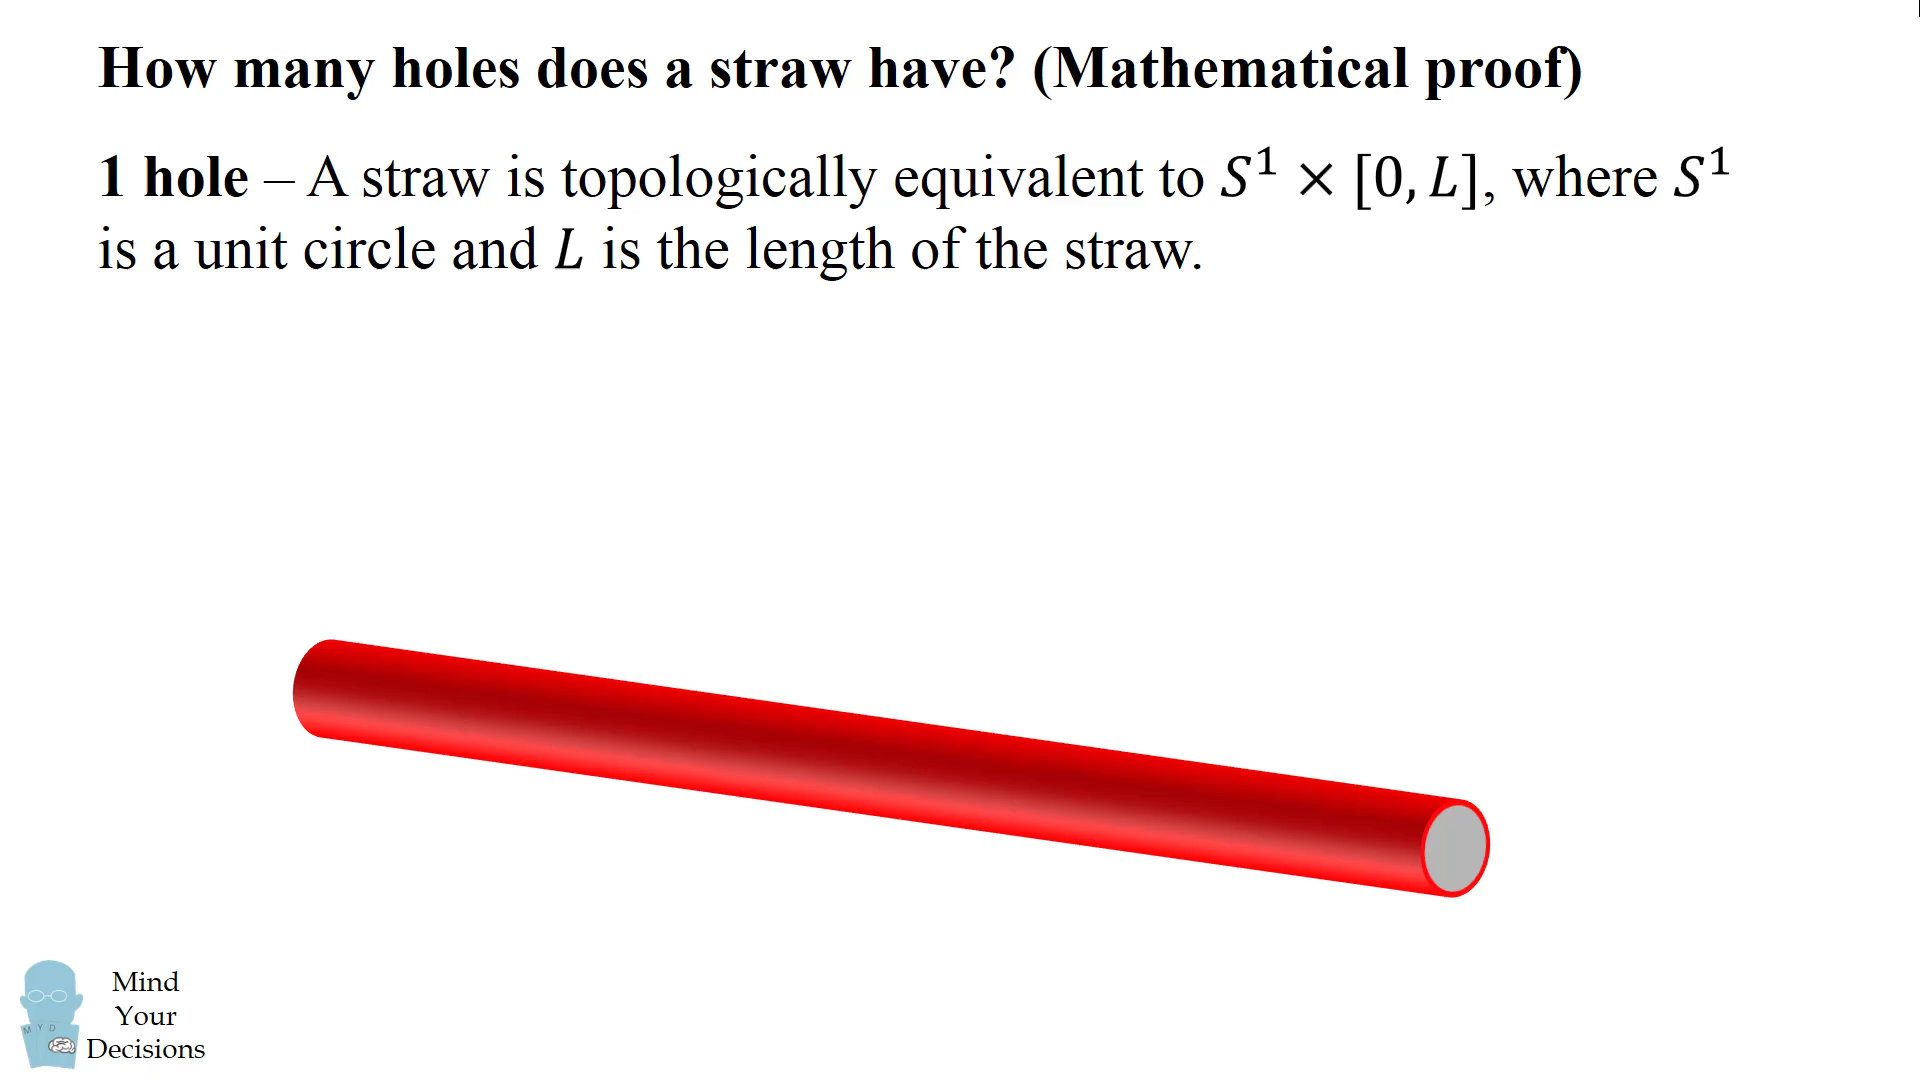 How many holes does a straw have? (Mathematical proof)
1 hole – A straw is topologically equivalent to 𝑆¹ × [0, 𝐿], where 𝑆¹
is a unit circle and 𝐿 is the length of the straw.
M Y D
Mind
Your
Decisions